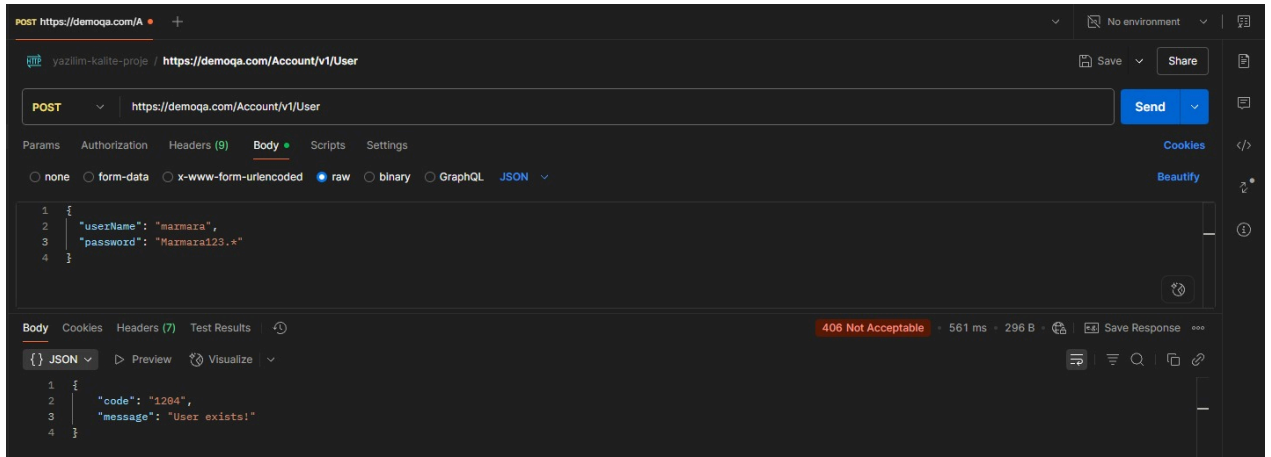 POST https://demoqa.com/A No environment
HTTP yazilim-kalite-proje / https://demoqa.com/Account/v1/User Save Share
POST https://demoqa.com/Account/v1/User Send
Params Authorization Headers (9) Body Scripts Settings Cookies
none form-data x-www-form-urlencoded raw binary GraphQL JSON Beautify
1 {
2 "userName": "marmara",
3 "password": "Marmara123.*"
4 }
Body Cookies Headers (7) Test Results 406 Not Acceptable 561 ms 296 B e.g. Save Response
{} JSON Preview Visualize
1 {
2 "code": "1204",
3 "message": "User exists!"
4 }